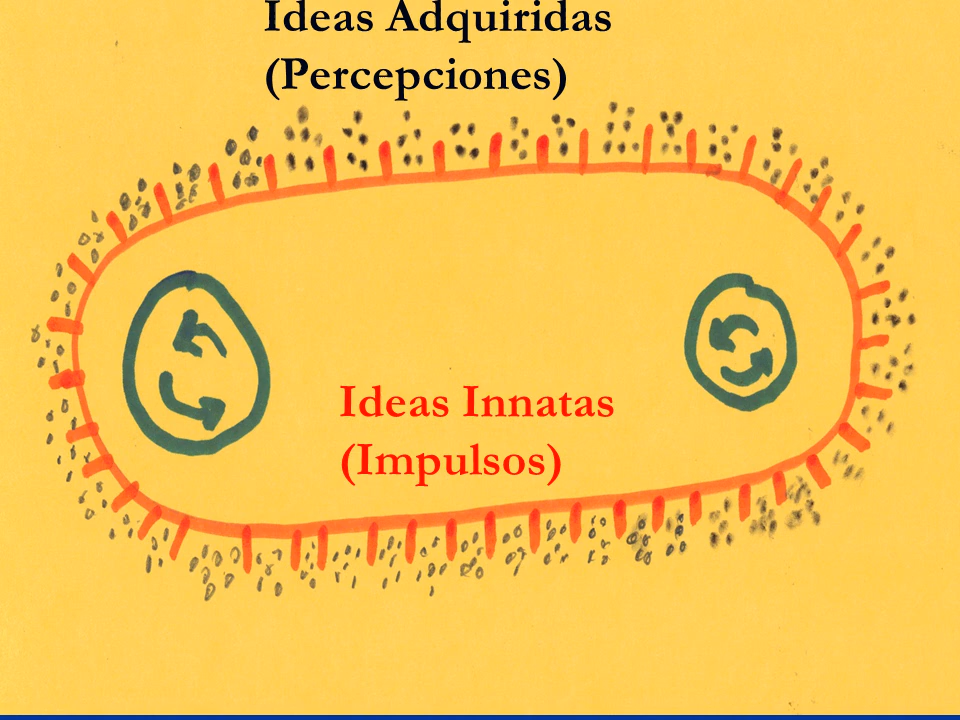 Ideas Adquiridas
(Percepciones)
Ideas Innatas
(Impulsos)